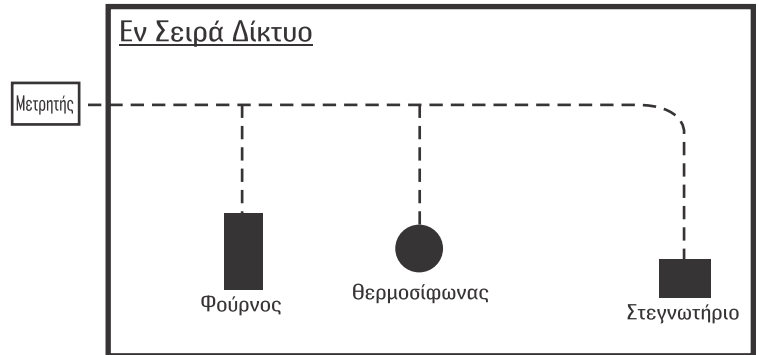 Εν Σειρά Δίκτυο
Μετρητής
Φούρνος
θερμοσίφωνας
Στεγνωτήριο